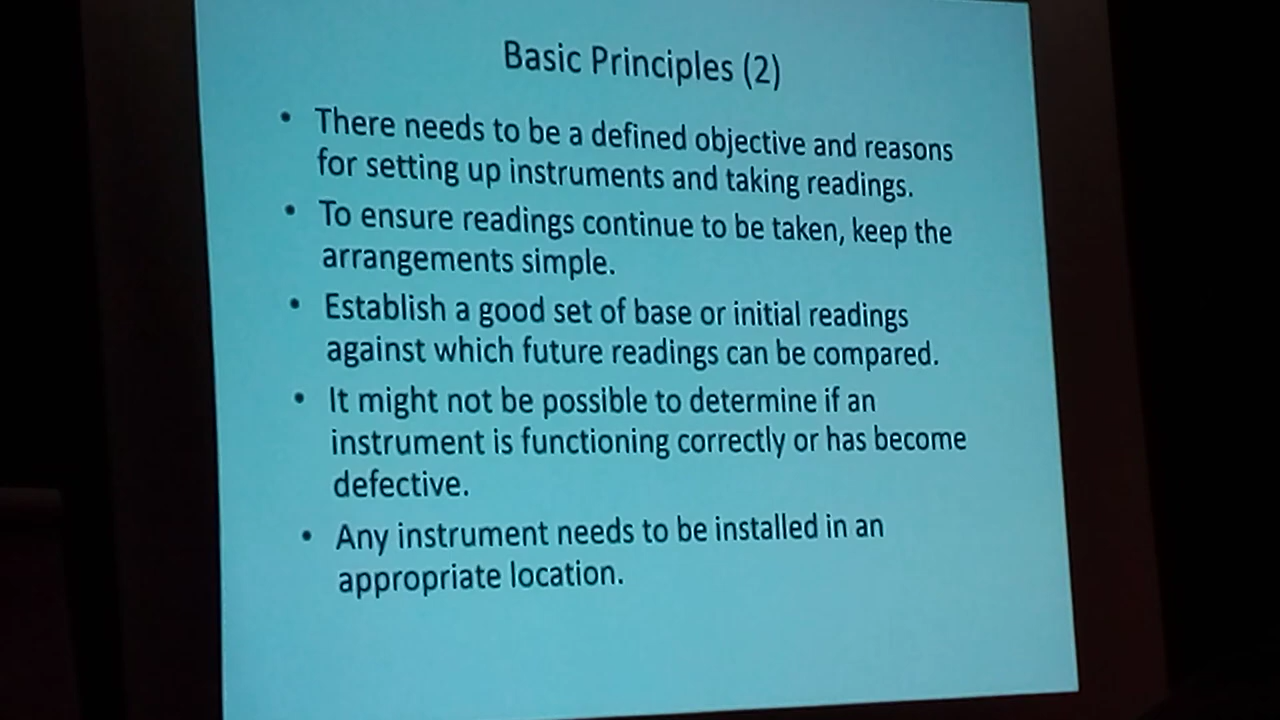 Basic Principles (2)
• There needs to be a defined objective and reasons
for setting up instruments and taking readings.
• To ensure readings continue to be taken, keep the
arrangements simple.
• Establish a good set of base or initial readings
against which future readings can be compared.
• It might not be possible to determine if an
instrument is functioning correctly or has become
defective.
• Any instrument needs to be installed in an
appropriate location.